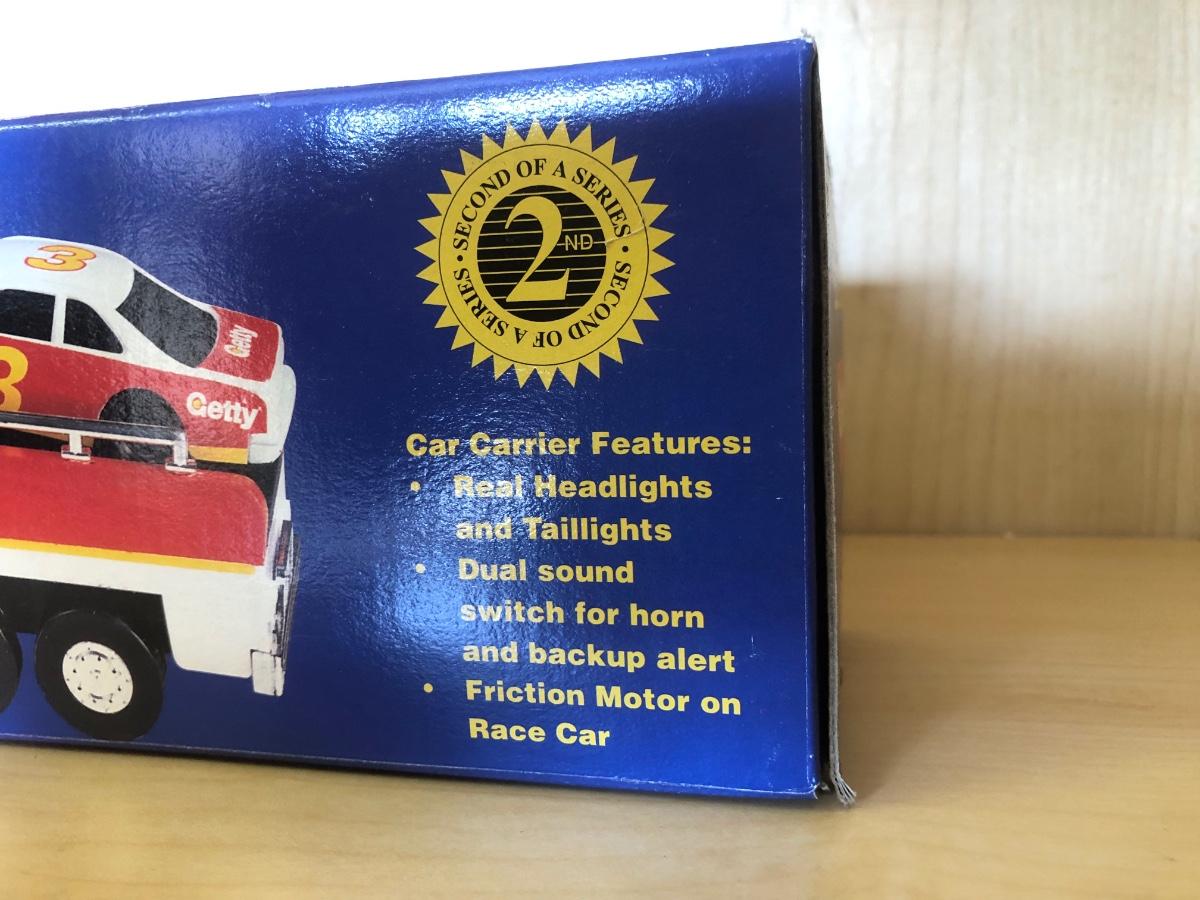 SECOND OF A SERIES • SECOND OF A SERIES •
2ND
3
Getty
3
Getty
Car Carrier Features:
• Real Headlights
and Taillights
• Dual sound
switch for horn
and backup alert
• Friction Motor on
Race Car